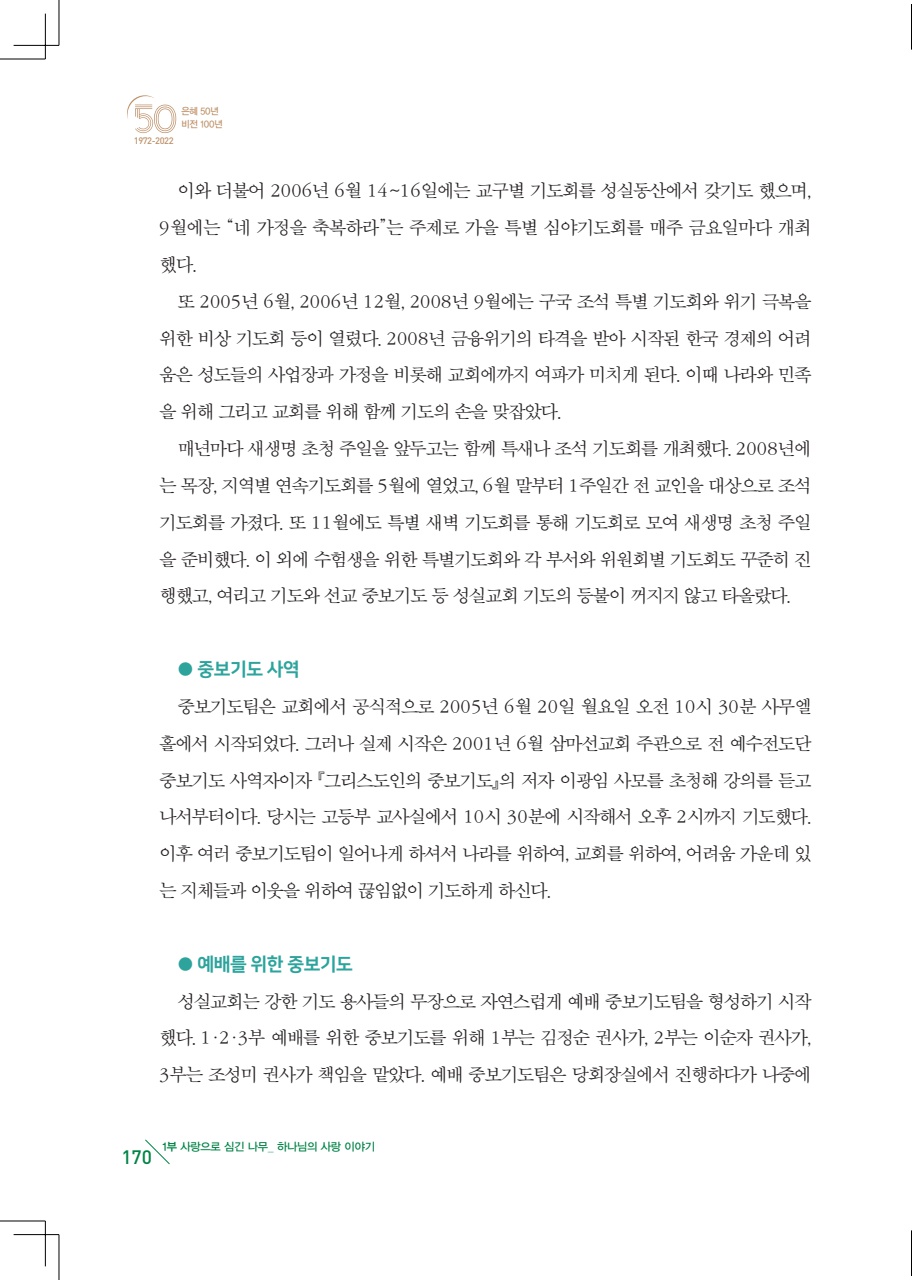 50
은혜 50년
비전 100년
1972-2022
이와 더불어 2006년 6월 14~16일에는 교구별 기도회를 성실동산에서 갖기도 했으며,
9월에는 “네 가정을 축복하라”는 주제로 가을 특별 심야기도회를 매주 금요일마다 개최
했다.
또 2005년 6월, 2006년 12월, 2008년 9월에는 구국 조석 특별 기도회와 위기 극복을
위한 비상 기도회 등이 열렸다. 2008년 금융위기의 타격을 받아 시작된 한국 경제의 어려
움은 성도들의 사업장과 가정을 비롯해 교회에까지 여파가 미치게 된다. 이때 나라와 민족
을 위해 그리고 교회를 위해 함께 기도의 손을 맞잡았다.
매년마다 새생명 초청 주일을 앞두고는 함께 특새나 조석 기도회를 개최했다. 2008년에
는 목장, 지역별 연속기도회를 5월에 열었고, 6월 말부터 1주일간 전 교인을 대상으로 조석
기도회를 가졌다. 또 11월에도 특별 새벽 기도회를 통해 기도회로 모여 새생명 초청 주일
을 준비했다. 이 외에 수험생을 위한 특별기도회와 각 부서와 위원회별 기도회도 꾸준히 진
행했고, 여리고 기도와 선교 중보기도 등 성실교회 기도의 등불이 꺼지지 않고 타올랐다.
● 중보기도 사역
중보기도팀은 교회에서 공식적으로 2005년 6월 20일 월요일 오전 10시 30분 사무엘
홀에서 시작되었다. 그러나 실제 시작은 2001년 6월 삼마선교회 주관으로 전 예수전도단
중보기도 사역자이자 『그리스도인의 중보기도』의 저자 이광임 사모를 초청해 강의를 듣고
나서부터이다. 당시는 고등부 교사실에서 10시 30분에 시작해서 오후 2시까지 기도했다.
이후 여러 중보기도팀이 일어나게 하셔서 나라를 위하여, 교회를 위하여, 어려움 가운데 있
는 지체들과 이웃을 위하여 끊임없이 기도하게 하신다.
● 예배를 위한 중보기도
성실교회는 강한 기도 용사들의 무장으로 자연스럽게 예배 중보기도팀을 형성하기 시작
했다. 1·2·3부 예배를 위한 중보기도를 위해 1부는 김정순 권사가, 2부는 이순자 권사가,
3부는 조성미 권사가 책임을 맡았다. 예배 중보기도팀은 당회장실에서 진행하다가 나중에
170 1부 사랑으로 심긴 나무_ 하나님의 사랑 이야기